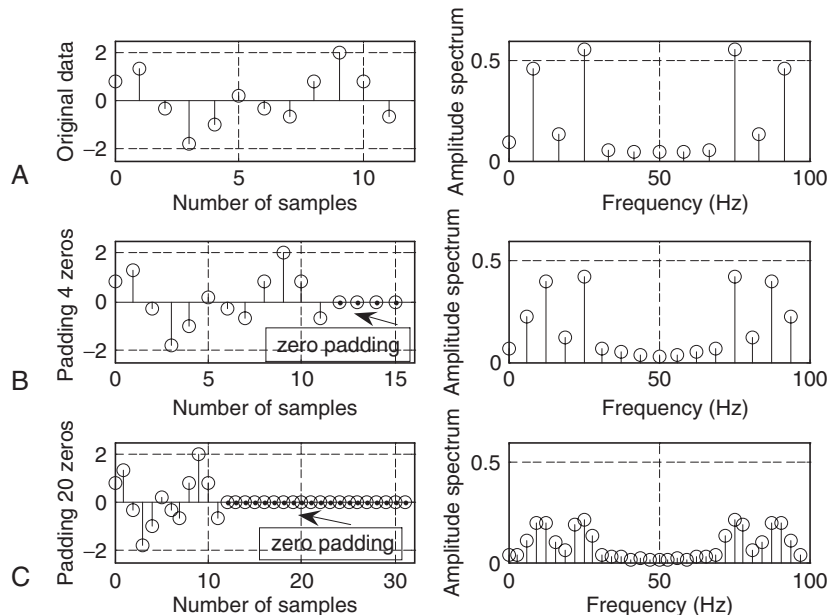 Original data
2
0
−2
0
5
10
Number of samples
A
Amplitude spectrum
0.5
0
0
50
100
Frequency (Hz)
Padding 4 zeros
2
0
−2
zero padding
0
5
10
15
Number of samples
B
Amplitude spectrum
0.5
0
0
50
100
Frequency (Hz)
Padding 20 zeros
2
0
−2
zero padding
0
10
20
30
Number of samples
C
Amplitude spectrum
0.5
0
0
50
100
Frequency (Hz)